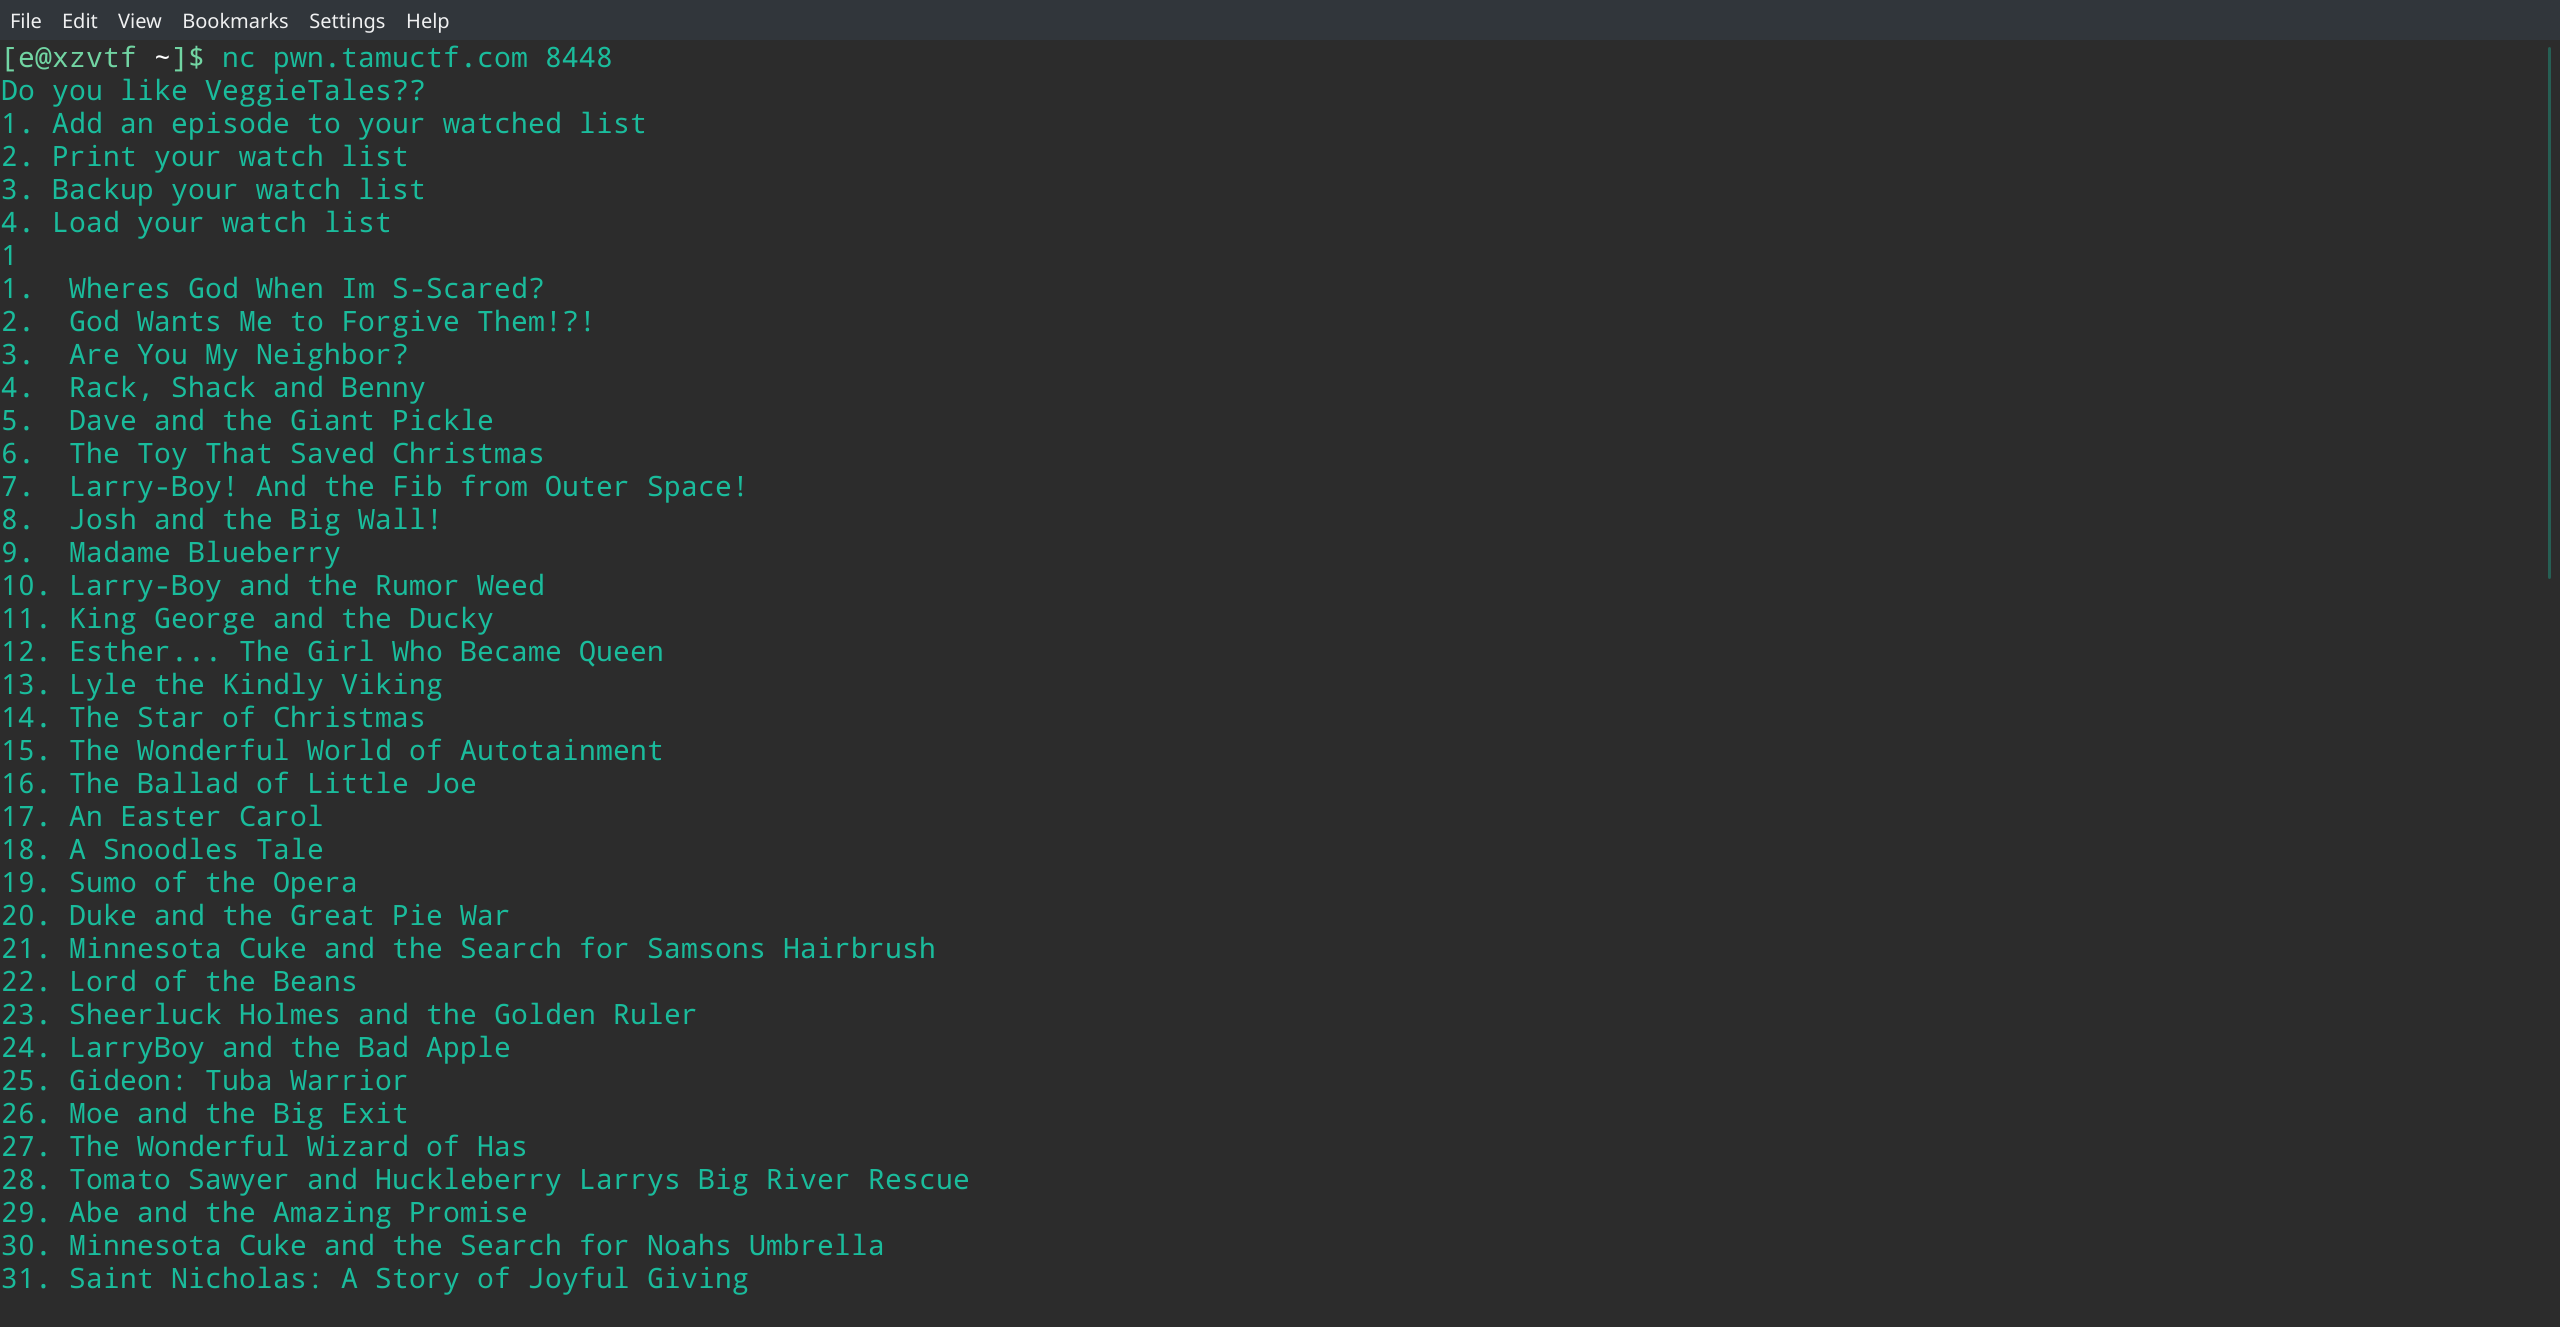 File Edit View Bookmarks Settings Help
[e@xzvtf ~]$ nc pwn.tamuctf.com 8448
Do you like VeggieTales??
1. Add an episode to your watched list
2. Print your watch list
3. Backup your watch list
4. Load your watch list
1
1.  Wheres God When Im S-Scared?
2.  God Wants Me to Forgive Them!?!
3.  Are You My Neighbor?
4.  Rack, Shack and Benny
5.  Dave and the Giant Pickle
6.  The Toy That Saved Christmas
7.  Larry-Boy! And the Fib from Outer Space!
8.  Josh and the Big Wall!
9.  Madame Blueberry
10. Larry-Boy and the Rumor Weed
11. King George and the Ducky
12. Esther... The Girl Who Became Queen
13. Lyle the Kindly Viking
14. The Star of Christmas
15. The Wonderful World of Autotainment
16. The Ballad of Little Joe
17. An Easter Carol
18. A Snoodles Tale
19. Sumo of the Opera
20. Duke and the Great Pie War
21. Minnesota Cuke and the Search for Samsons Hairbrush
22. Lord of the Beans
23. Sheerluck Holmes and the Golden Ruler
24. LarryBoy and the Bad Apple
25. Gideon: Tuba Warrior
26. Moe and the Big Exit
27. The Wonderful Wizard of Has
28. Tomato Sawyer and Huckleberry Larrys Big River Rescue
29. Abe and the Amazing Promise
30. Minnesota Cuke and the Search for Noahs Umbrella
31. Saint Nicholas: A Story of Joyful Giving